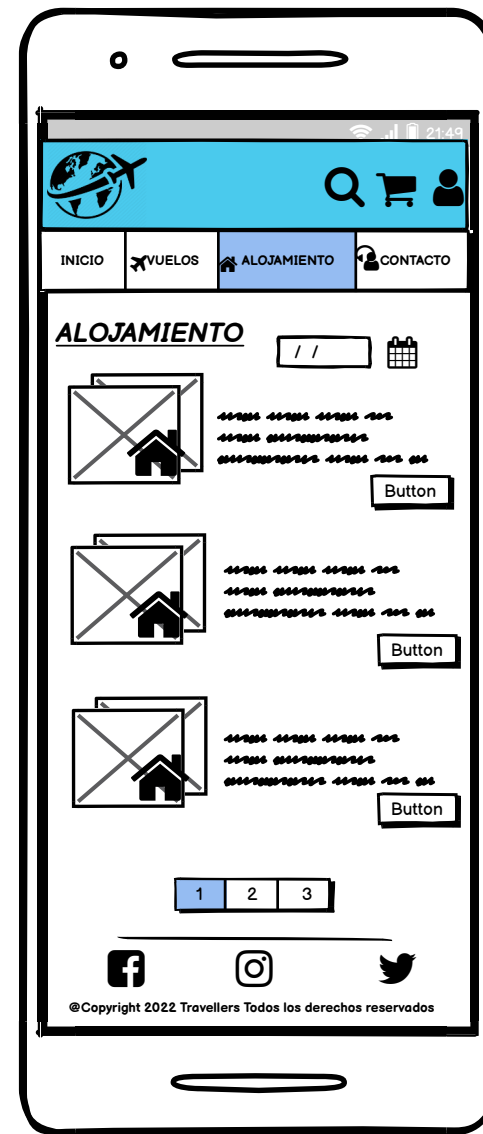 21:49
INICIO VUELOS ALOJAMIENTO CONTACTO
ALOJAMIENTO
/ /
Button
Button
Button
1 2 3
@Copyright 2022 Travellers Todos los derechos reservados